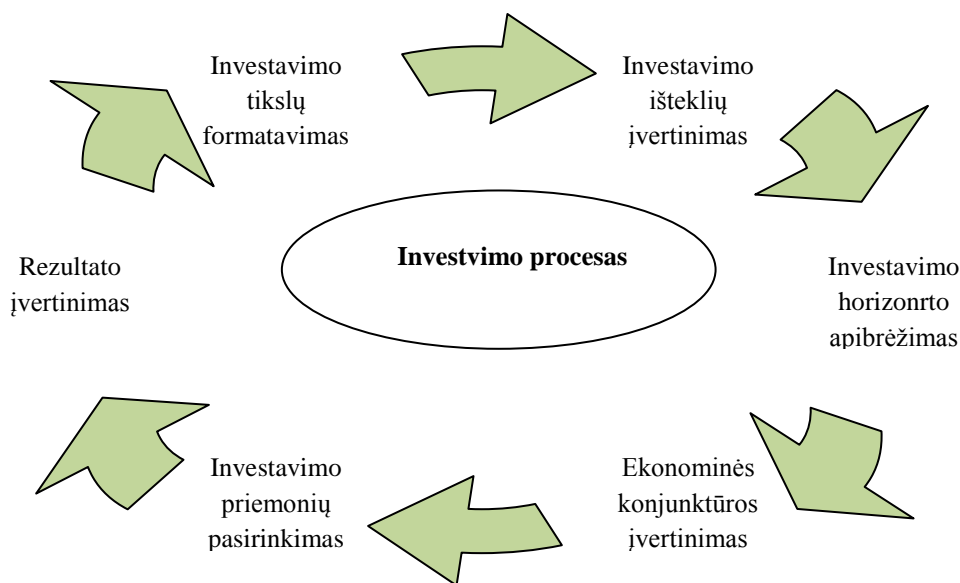 Investavimo
tikslų
formatavimas
Investavimo
išteklių
įvertinimas
Investvimo procesas
Rezultato
įvertinimas
Investavimo
horizonrto
apibrėžimas
Investavimo
priemonių
pasirinkimas
Ekonominės
konjunktūros
įvertinimas